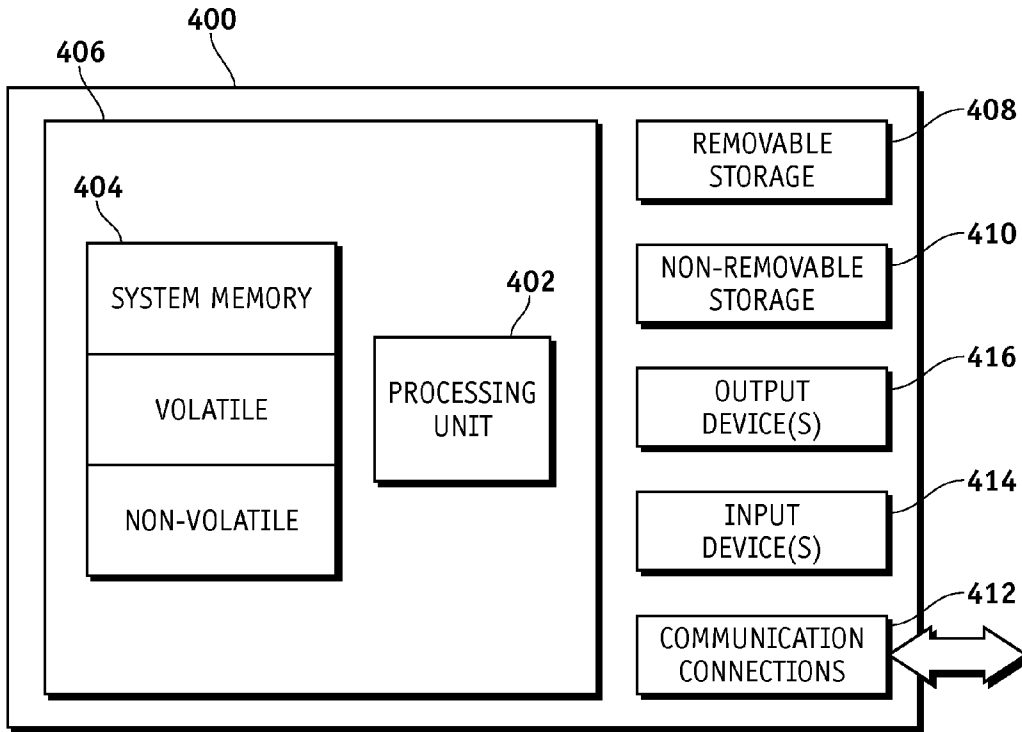 400
406
408
REMOVABLE
STORAGE
404
410
NON-REMOVABLE
STORAGE
SYSTEM MEMORY
402
416
PROCESSING
UNIT
OUTPUT
DEVICE(S)
VOLATILE
414
INPUT
DEVICE(S)
NON-VOLATILE
412
COMMUNICATION
CONNECTIONS